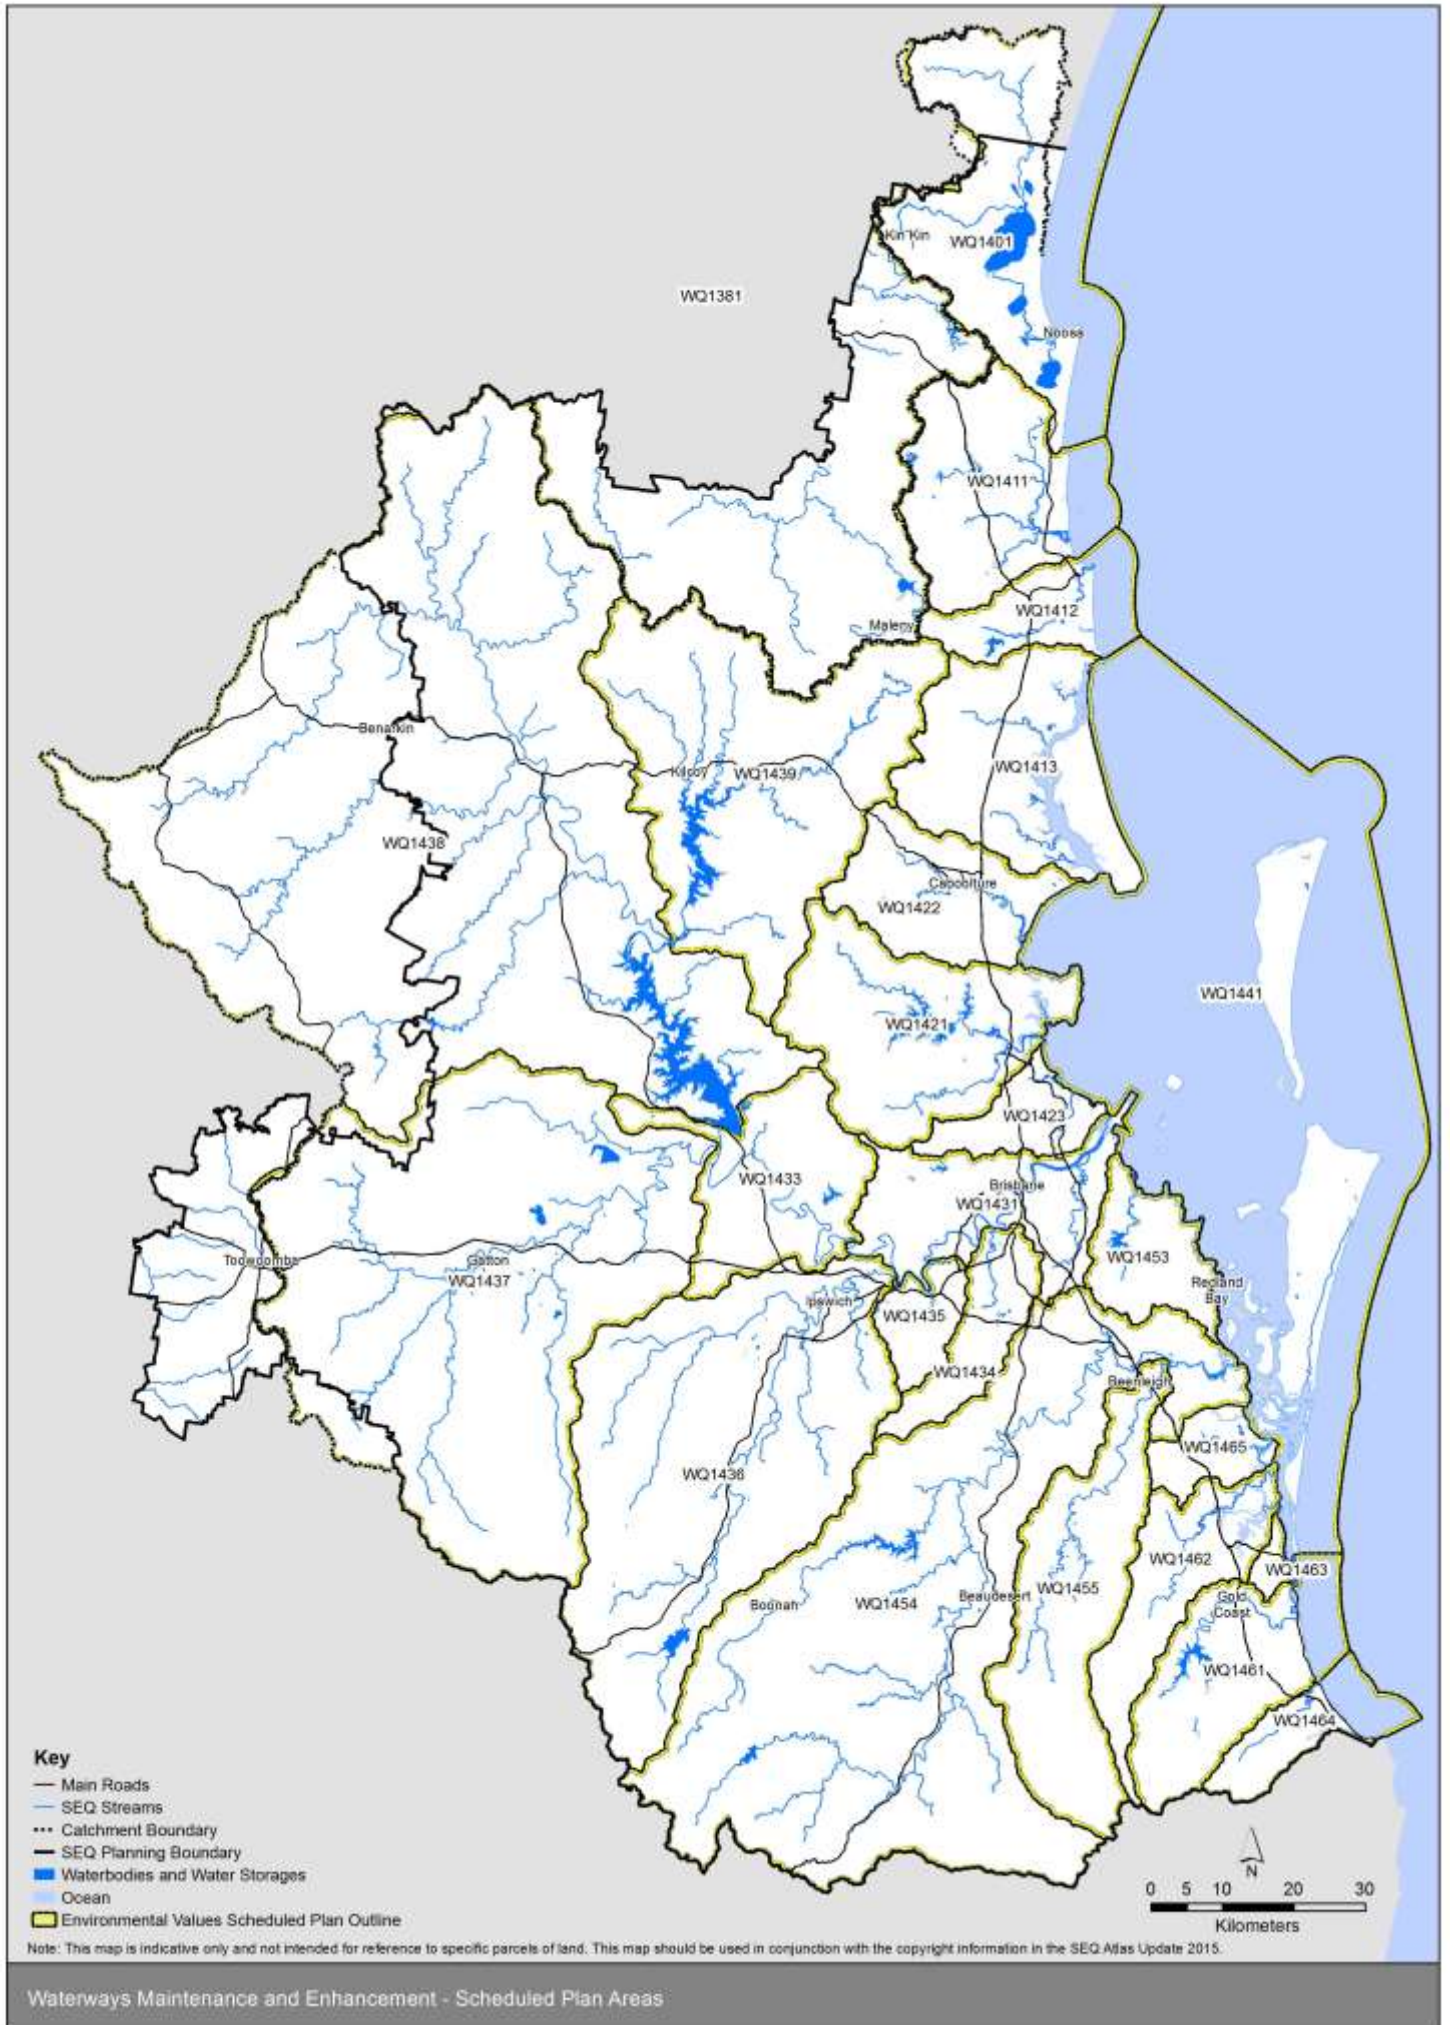 Kin Kin
WQ1401
WQ1381
Noosa
WQ1411
WQ1412
Maleny
Benarkin
Kilcoy
WQ1439
WQ1413
WQ1438
Caboolture
WQ1422
WQ1441
WQ1421
WQ1423
WQ1433
Brisbane
WQ1431
WQ1453
Toowoomba
Gatton
WQ1437
Redland
Bay
Ipswich
WQ1435
WQ1434
Beenleigh
WQ1465
WQ1436
WQ1462
WQ1463
WQ1455
Beaudesert
Boonah
WQ1454
Gold
Coast
WQ1461
WQ1464
Key
Main Roads
SEQ Streams
Catchment Boundary
SEQ Planning Boundary
Waterbodies and Water Storages
Ocean
Environmental Values Scheduled Plan Outline
N
0 5 10 20 30
Kilometers
Note: This map is indicative only and not intended for reference to specific parcels of land. This map should be used in conjunction with the copyright information in the SEQ Atlas Update 2015.
Waterways Maintenance and Enhancement - Scheduled Plan Areas